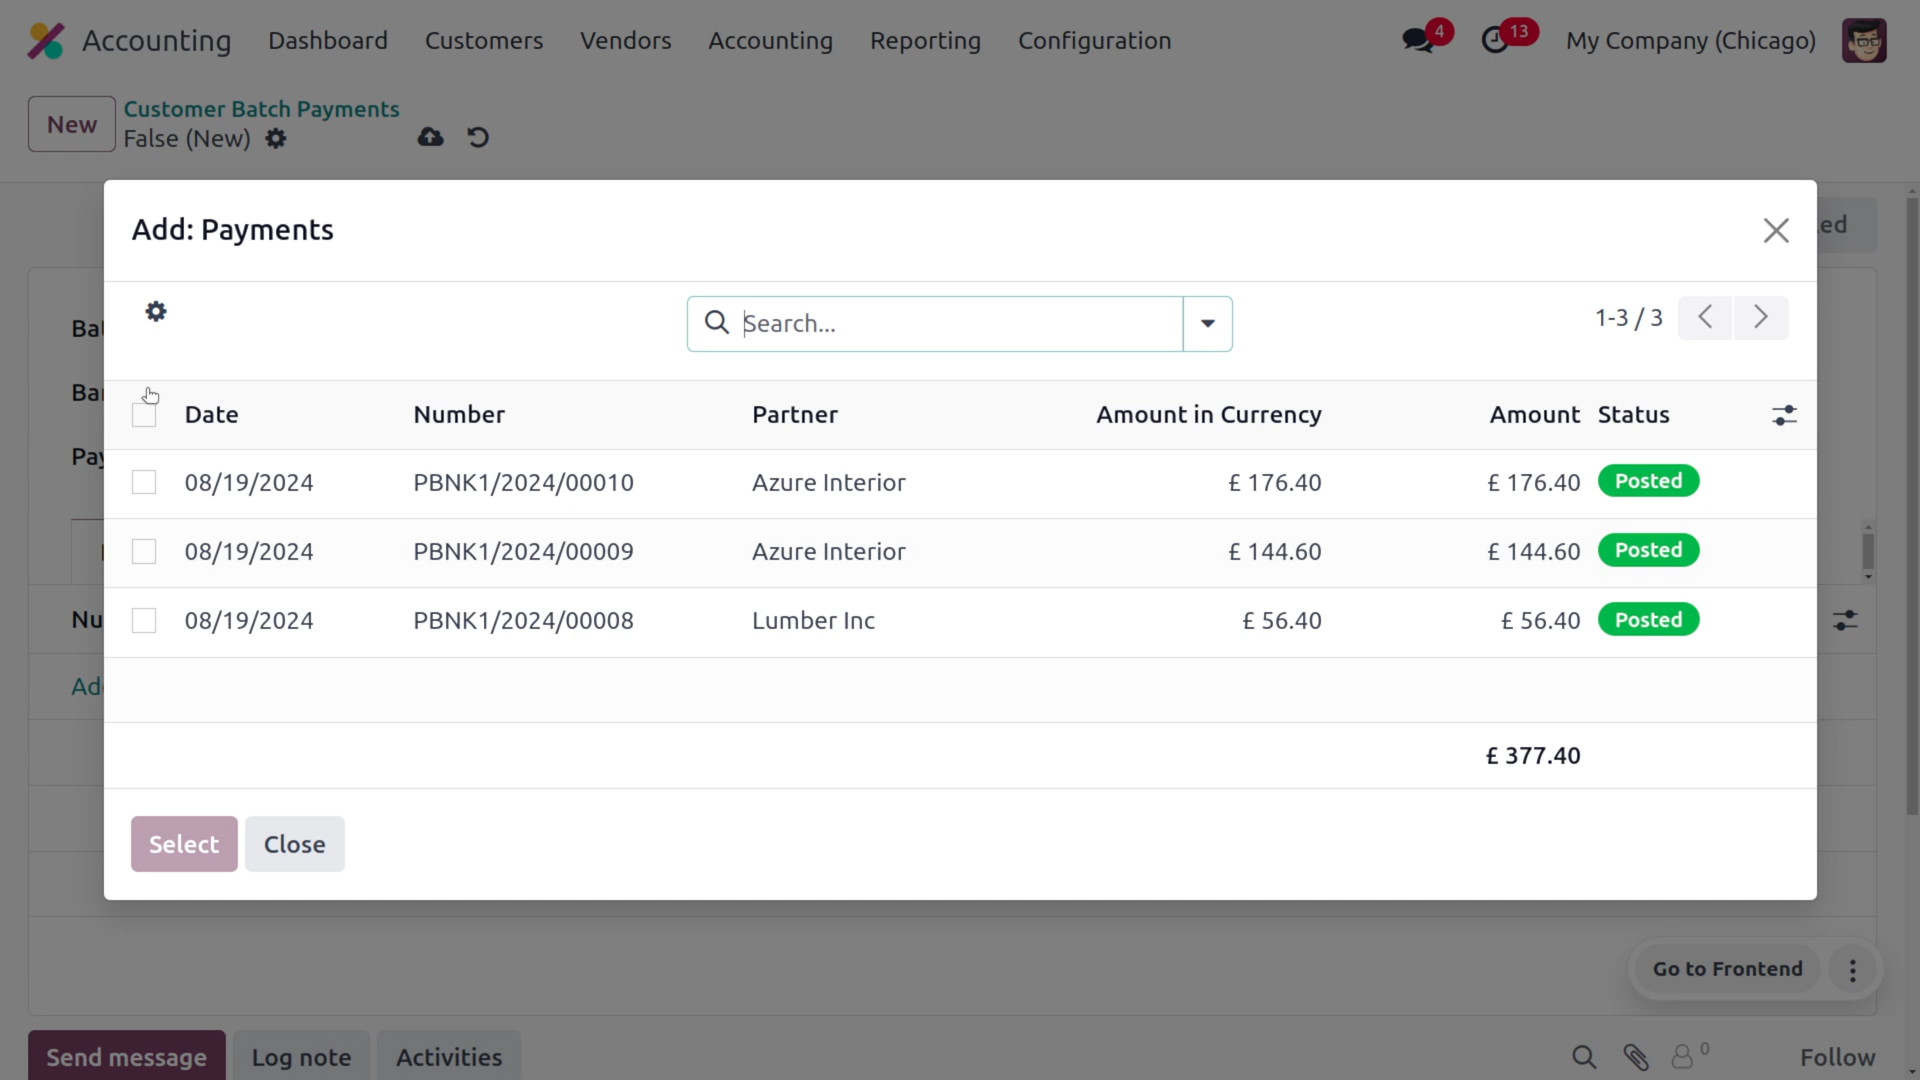 Accounting Dashboard Customers Vendors Accounting Reporting Configuration 4 13 My Company (Chicago)
New Customer Batch Payments
False (New)
Add: Payments
Search...
1-3 / 3
Date Number Partner Amount in Currency Amount Status
08/19/2024 PBNK1/2024/00010 Azure Interior £ 176.40 £ 176.40 Posted
08/19/2024 PBNK1/2024/00009 Azure Interior £ 144.60 £ 144.60 Posted
08/19/2024 PBNK1/2024/00008 Lumber Inc £ 56.40 £ 56.40 Posted
£ 377.40
Select Close
Go to Frontend
Send message Log note Activities 0 Follow